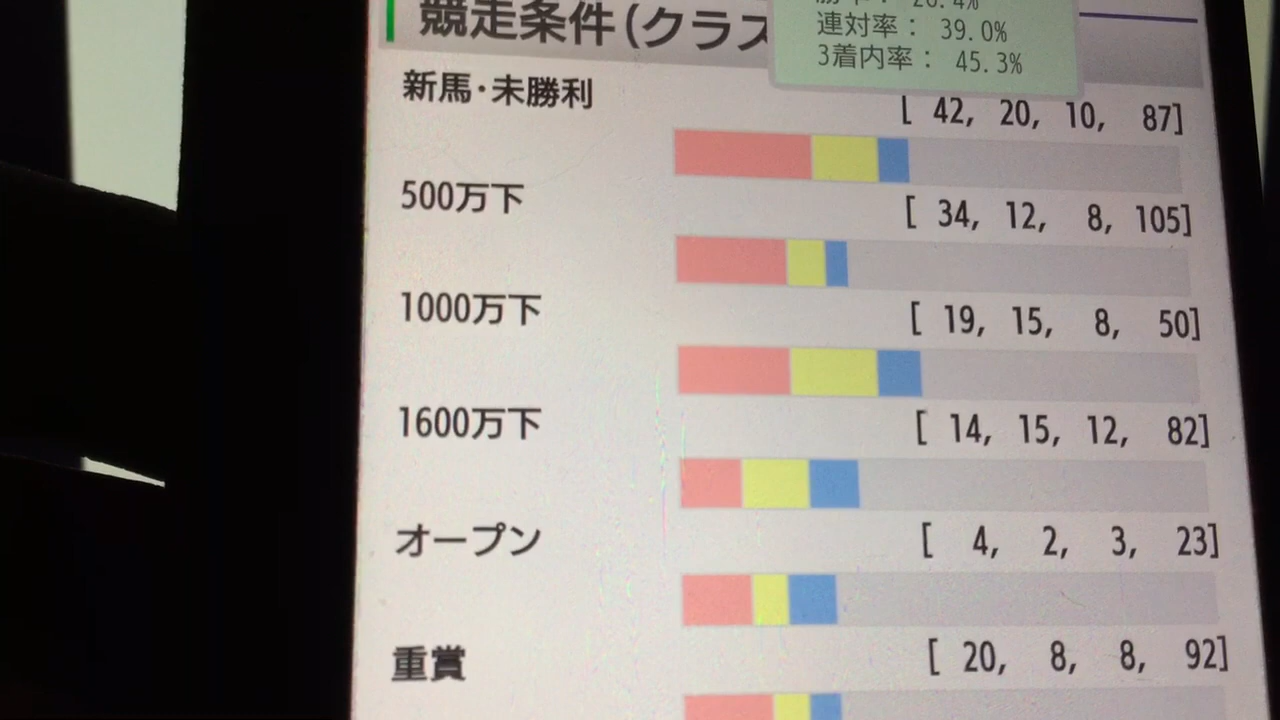 競走条件(クラス
連対率： 39.0%
3着内率： 45.3%
新馬・未勝利 [ 42, 20, 10, 87]
500万下 [ 34, 12, 8, 105]
1000万下 [ 19, 15, 8, 50]
1600万下 [ 14, 15, 12, 82]
オープン [ 4, 2, 3, 23]
重賞 [ 20, 8, 8, 92]